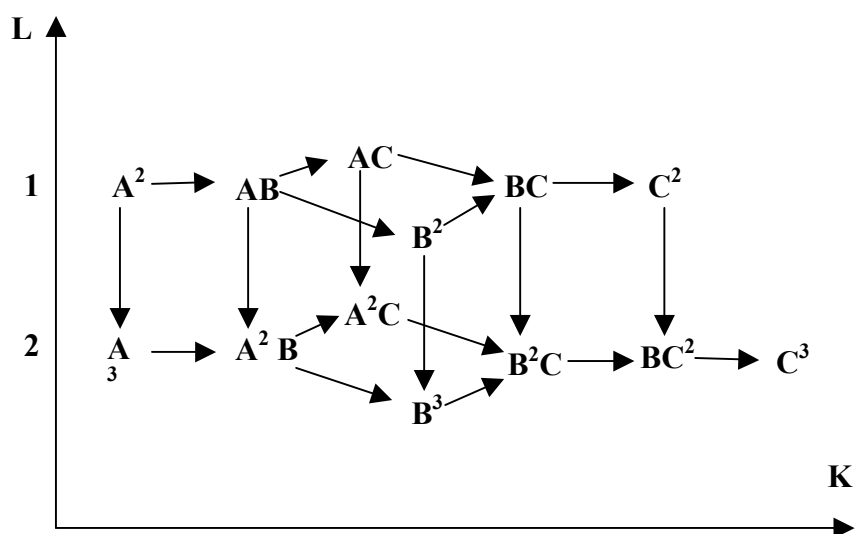 L
AC
1 A² AB BC C²
B²
A²C
2 A³ A² B B²C BC² C³
B³
K